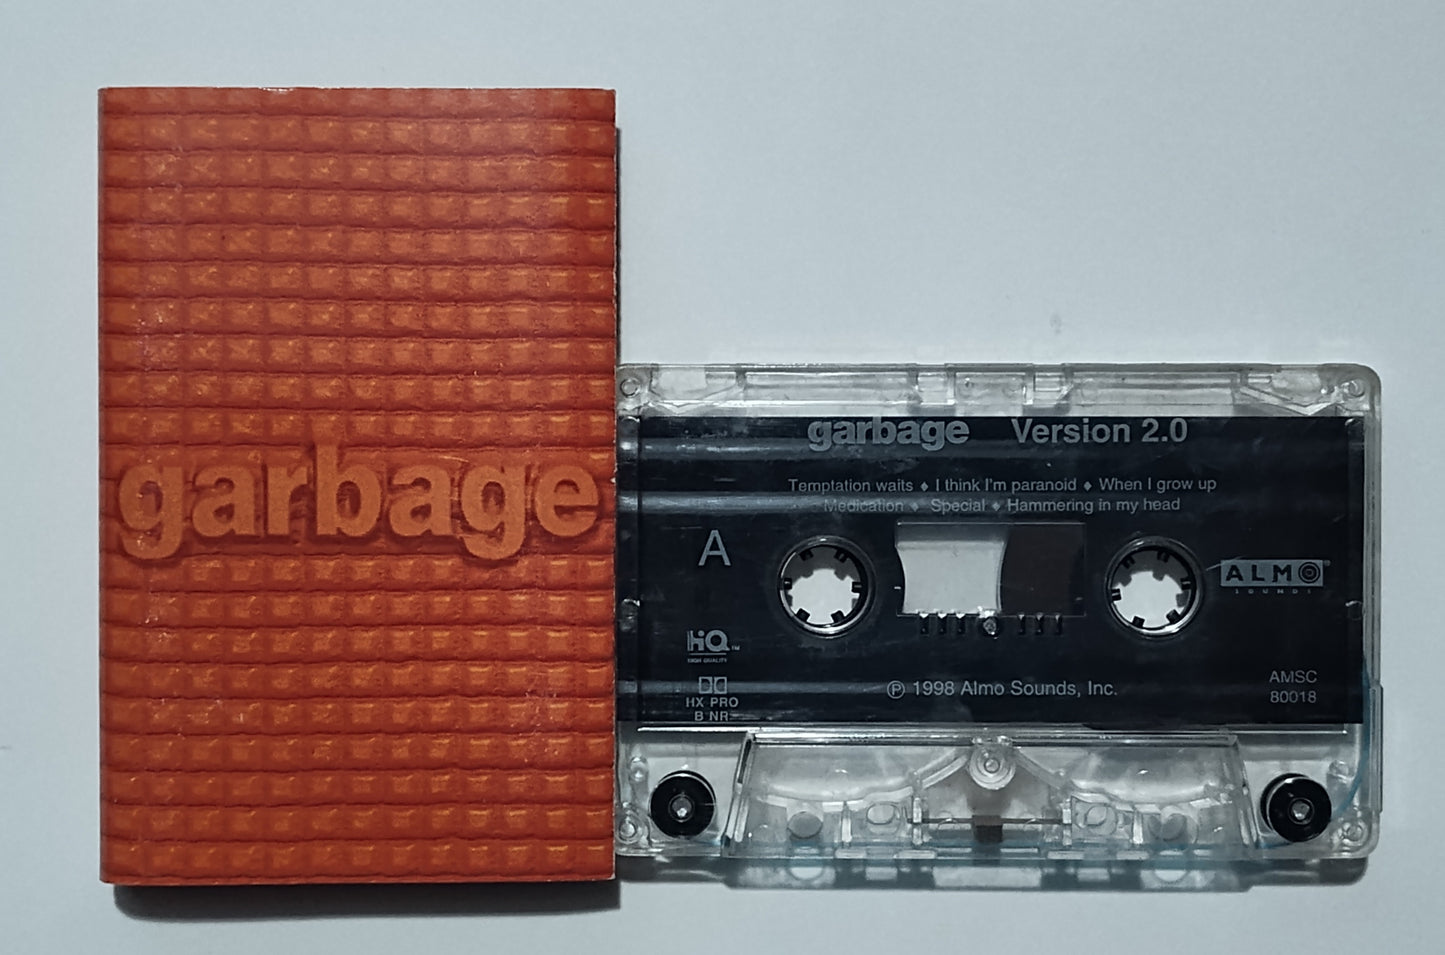 garbage
garbage Version 2.0
Temptation waits ♦ I think I'm paranoid ♦ When I grow up
Medication ♦ Special ♦ Hammering in my head
A
ALMO
SOUNDS
HiQ™
HIGH QUALITY
HX PRO
B NR
℗ 1998 Almo Sounds, Inc.
AMSC
80018